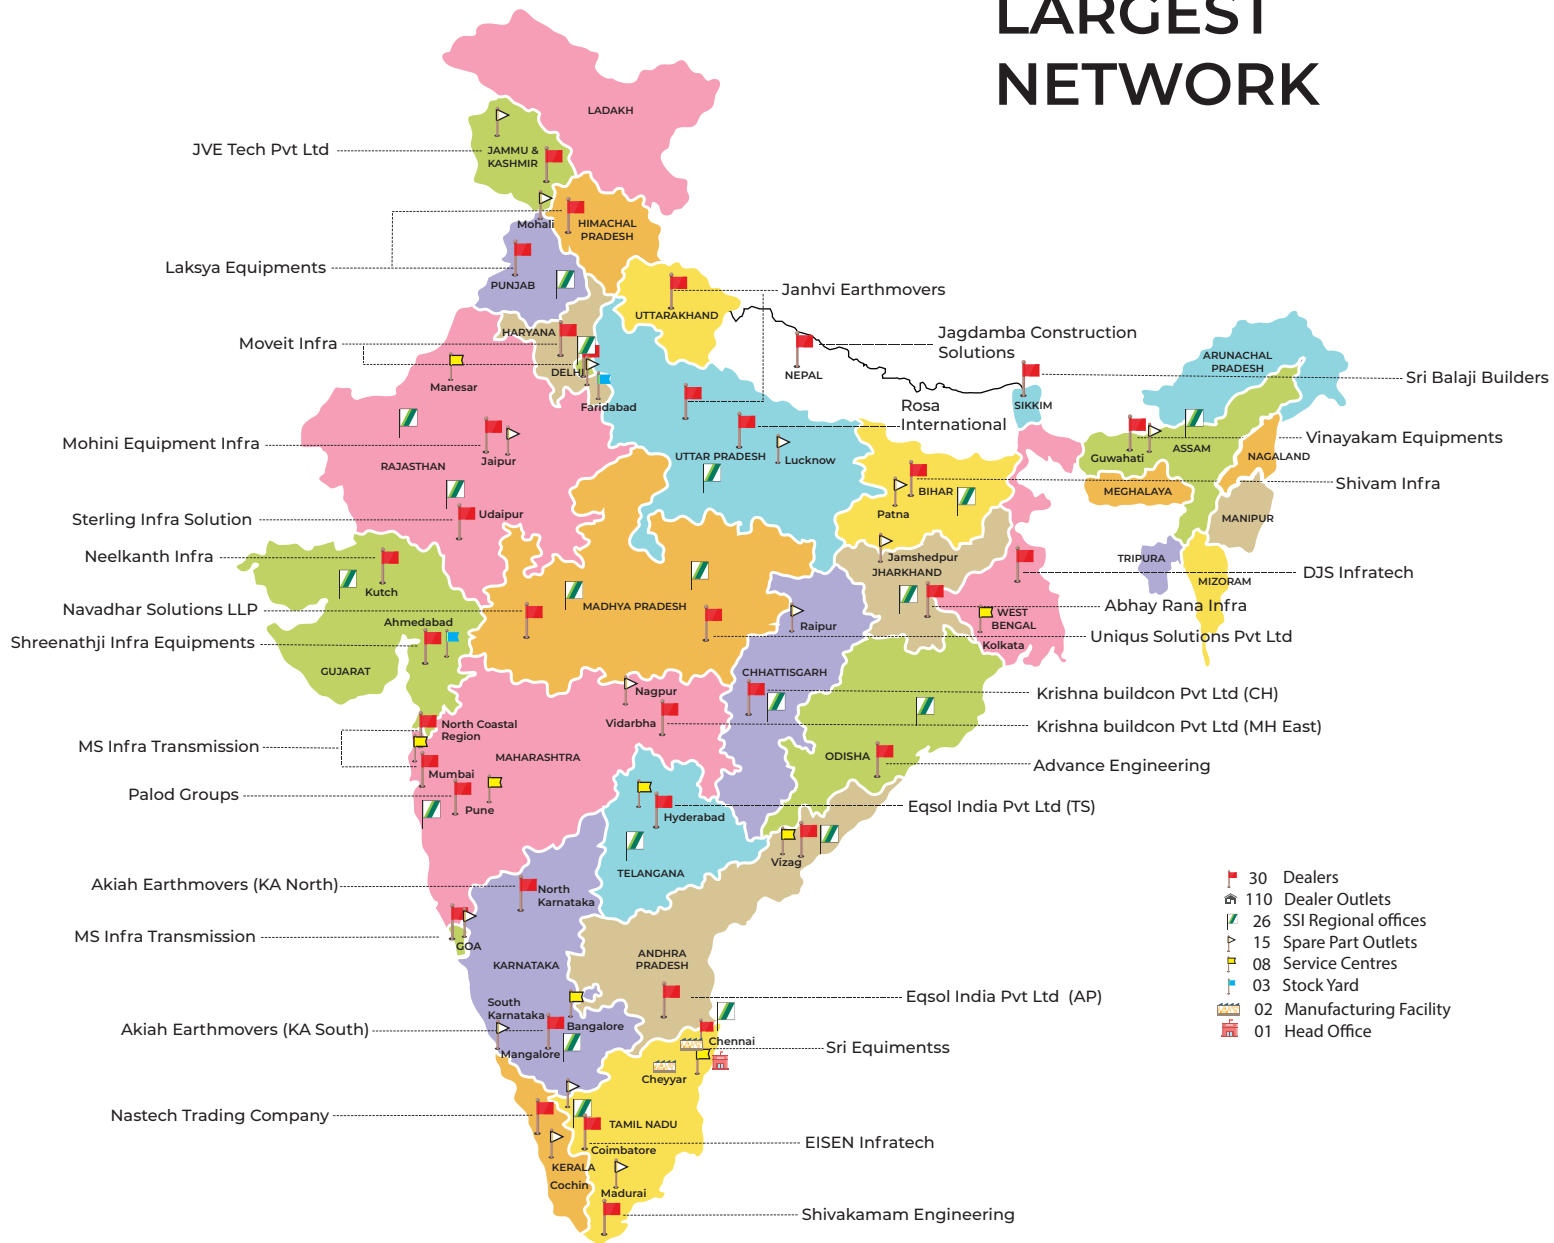 LARGEST
NETWORK
LADAKH
JVE Tech Pvt Ltd
JAMMU &
KASHMIR
Mohali
HIMACHAL
PRADESH
Laksya Equipments
PUNJAB
Janhvi Earthmovers
UTTARAKHAND
HARYANA
Moveit Infra
Jagdamba Construction
Solutions
NEPAL
ARUNACHAL
PRADESH
DELHI
Manesar
Faridabad
Sri Balaji Builders
SIKKIM
Rosa
International
Mohini Equipment Infra
Jaipur
RAJASTHAN
UTTAR PRADESH
Lucknow
Guwahati
ASSAM
Vinayakam Equipments
NAGALAND
BIHAR
Patna
MEGHALAYA
Shivam Infra
MANIPUR
Sterling Infra Solution
Udaipur
Neelkanth Infra
Kutch
Jamshedpur
JHARKHAND
TRIPURA
MIZORAM
DJS Infratech
Navadhar Solutions LLP
MADHYA PRADESH
Abhay Rana Infra
Ahmedabad
Raipur
WEST
BENGAL
Kolkata
Shreenathji Infra Equipments
Uniqus Solutions Pvt Ltd
GUJARAT
CHHATTISGARH
Nagpur
Krishna buildcon Pvt Ltd (CH)
North Coastal
Region
Vidarbha
Krishna buildcon Pvt Ltd (MH East)
MS Infra Transmission
MAHARASHTRA
ODISHA
Advance Engineering
Mumbai
Palod Groups
Pune
Hyderabad
Eqsol India Pvt Ltd (TS)
Vizag
TELANGANA
Akiah Earthmovers (KA North)
North
Karnataka
30 Dealers
110 Dealer Outlets
26 SSI Regional offices
15 Spare Part Outlets
08 Service Centres
03 Stock Yard
02 Manufacturing Facility
01 Head Office
MS Infra Transmission
GOA
KARNATAKA
ANDHRA
PRADESH
Eqsol India Pvt Ltd (AP)
South
Karnataka
Akiah Earthmovers (KA South)
Bangalore
Mangalore
Chennai
Sri Equimentss
Cheyyar
Nastech Trading Company
TAMIL NADU
EISEN Infratech
Coimbatore
KERALA
Cochin
Madurai
Shivakamam Engineering